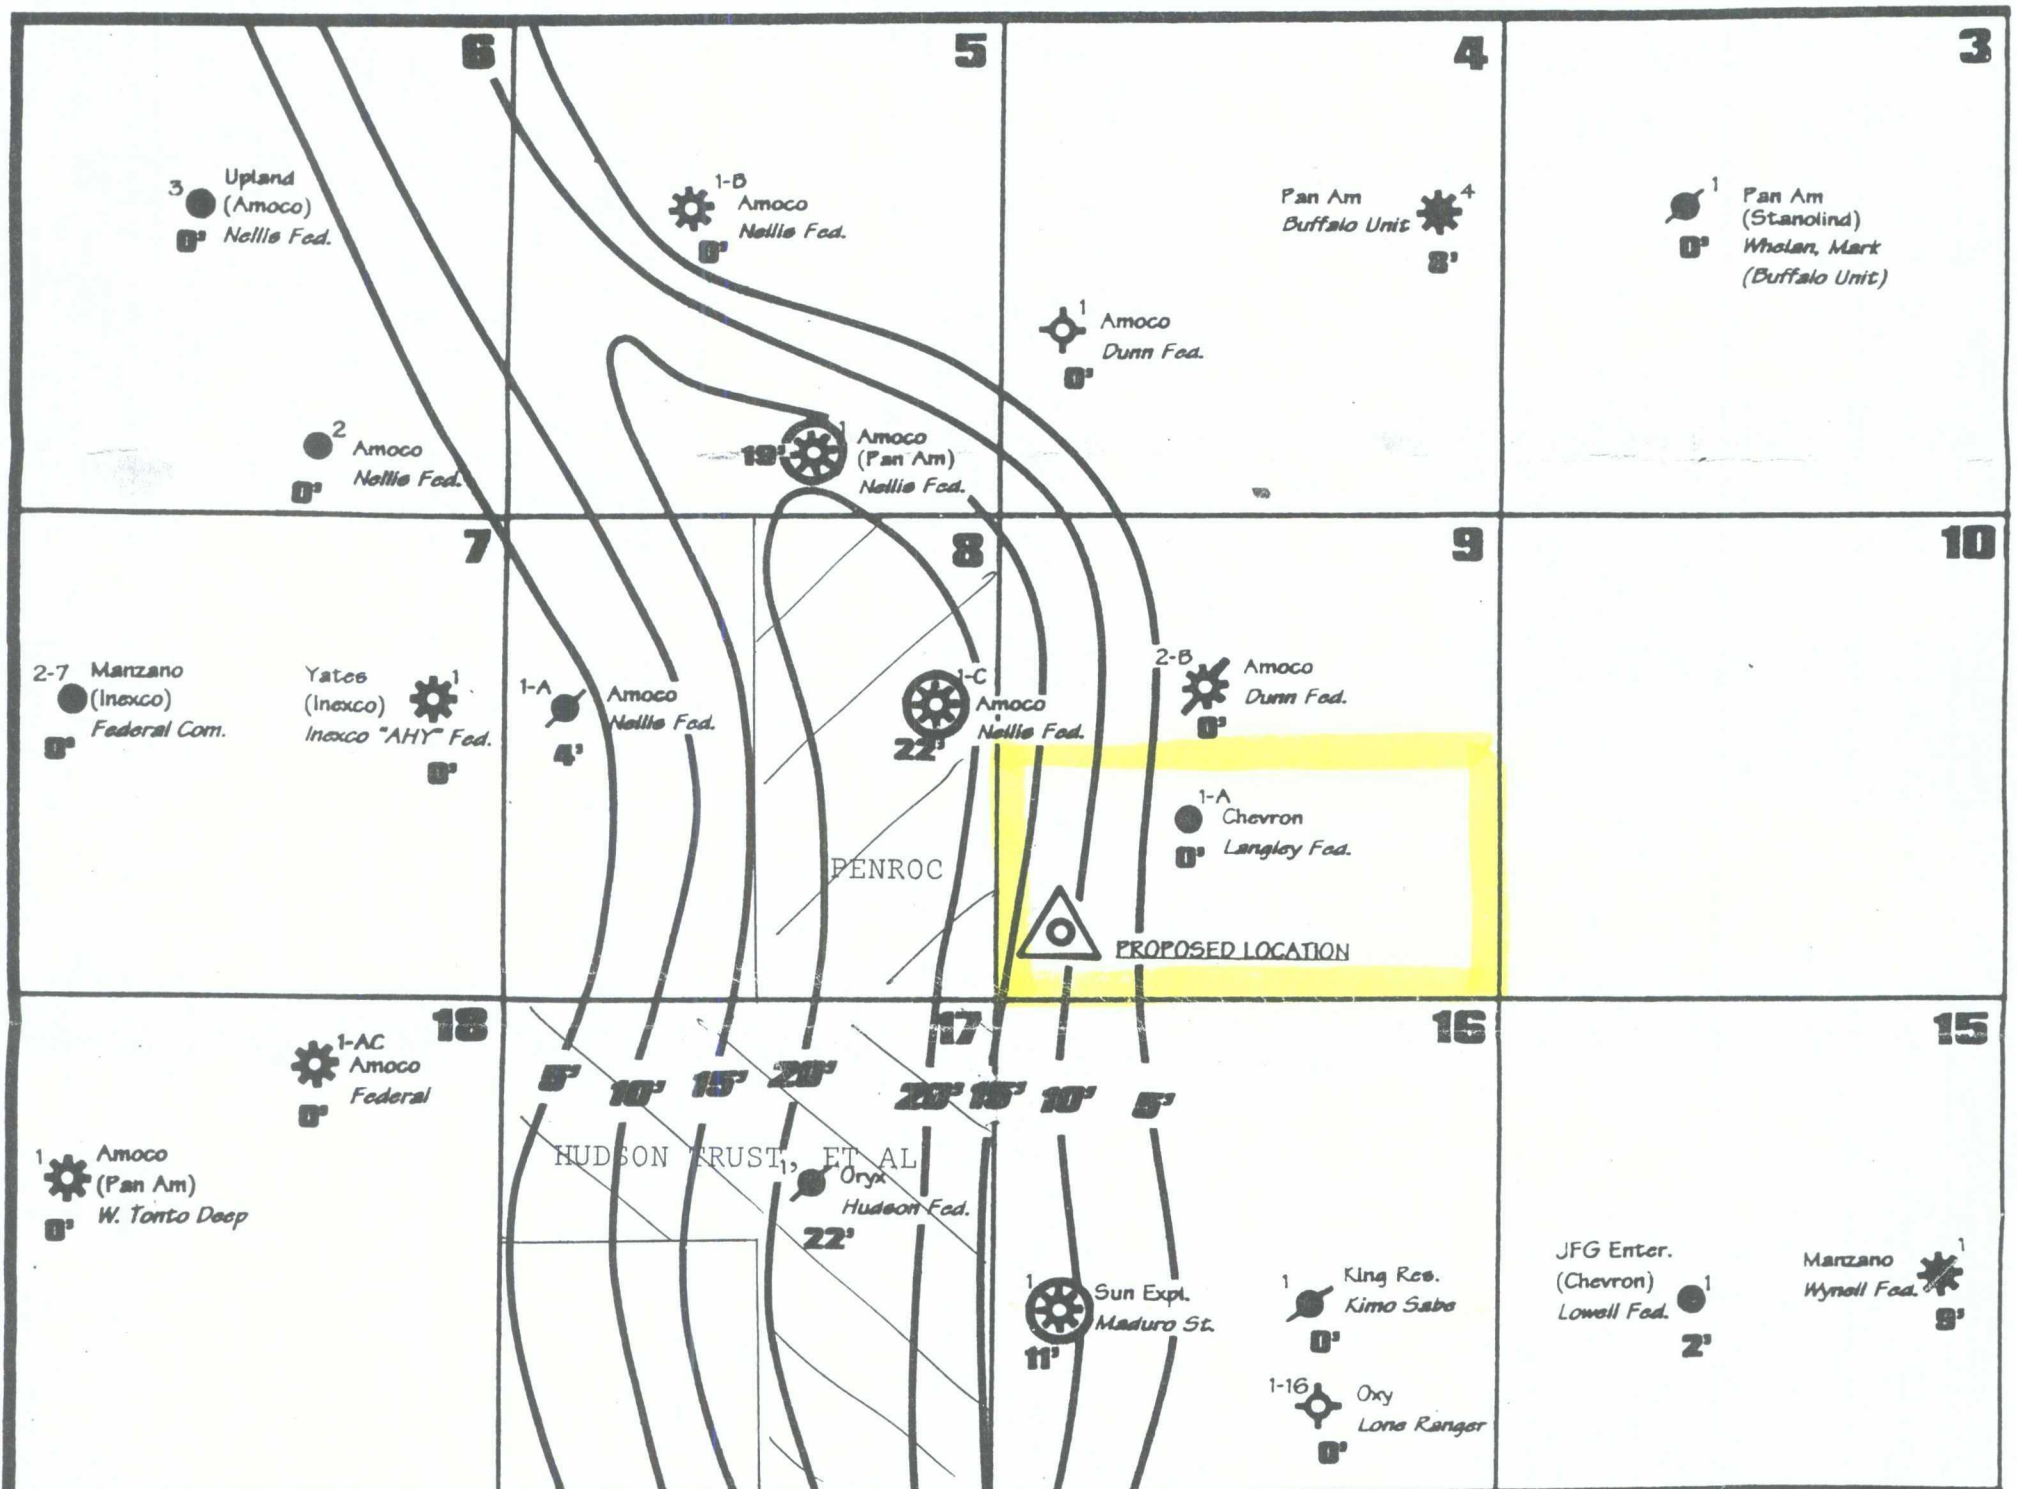 6
5
4
3
3
Upland
(Amoco)
Nellis Fed.
0'
1-B
Amoco
Nellis Fed.
0'
Pan Am
Buffalo Unit
4
8'
1
Pan Am
(Stanolind)
Whelan, Mark
(Buffalo Unit)
0'
1
Amoco
Dunn Fed.
0'
2
Amoco
Nellis Fed.
0'
19'
1
Amoco
(Pan Am)
Nellis Fed.
7
8
9
10
2-7
Manzano
(Inexco)
Federal Com.
0'
Yates
(Inexco)
Inexco "AHY" Fed.
1
0'
1-A
Amoco
Nellis Fed.
4'
1-C
Amoco
Nellis Fed.
22'
2-B
Amoco
Dunn Fed.
0'
1-A
Chevron
Langley Fed.
0'
PENROC
PROPOSED LOCATION
18
17
16
15
1-AC
Amoco
Federal
0'
5'
10'
15'
20'
20'
15'
10'
5'
1
Amoco
(Pan Am)
W. Tonto Deep
0'
HUDSON TRUST, ET AL
1
Oryx
Hudson Fed.
22'
1
Sun Expl.
Maduro St.
11'
1
King Res.
Kimo Sabe
0'
JFG Enter.
(Chevron)
Lowell Fed.
1
2'
Manzano
Wynell Fed.
1
9'
1-16
Oxy
Lone Ranger
0'